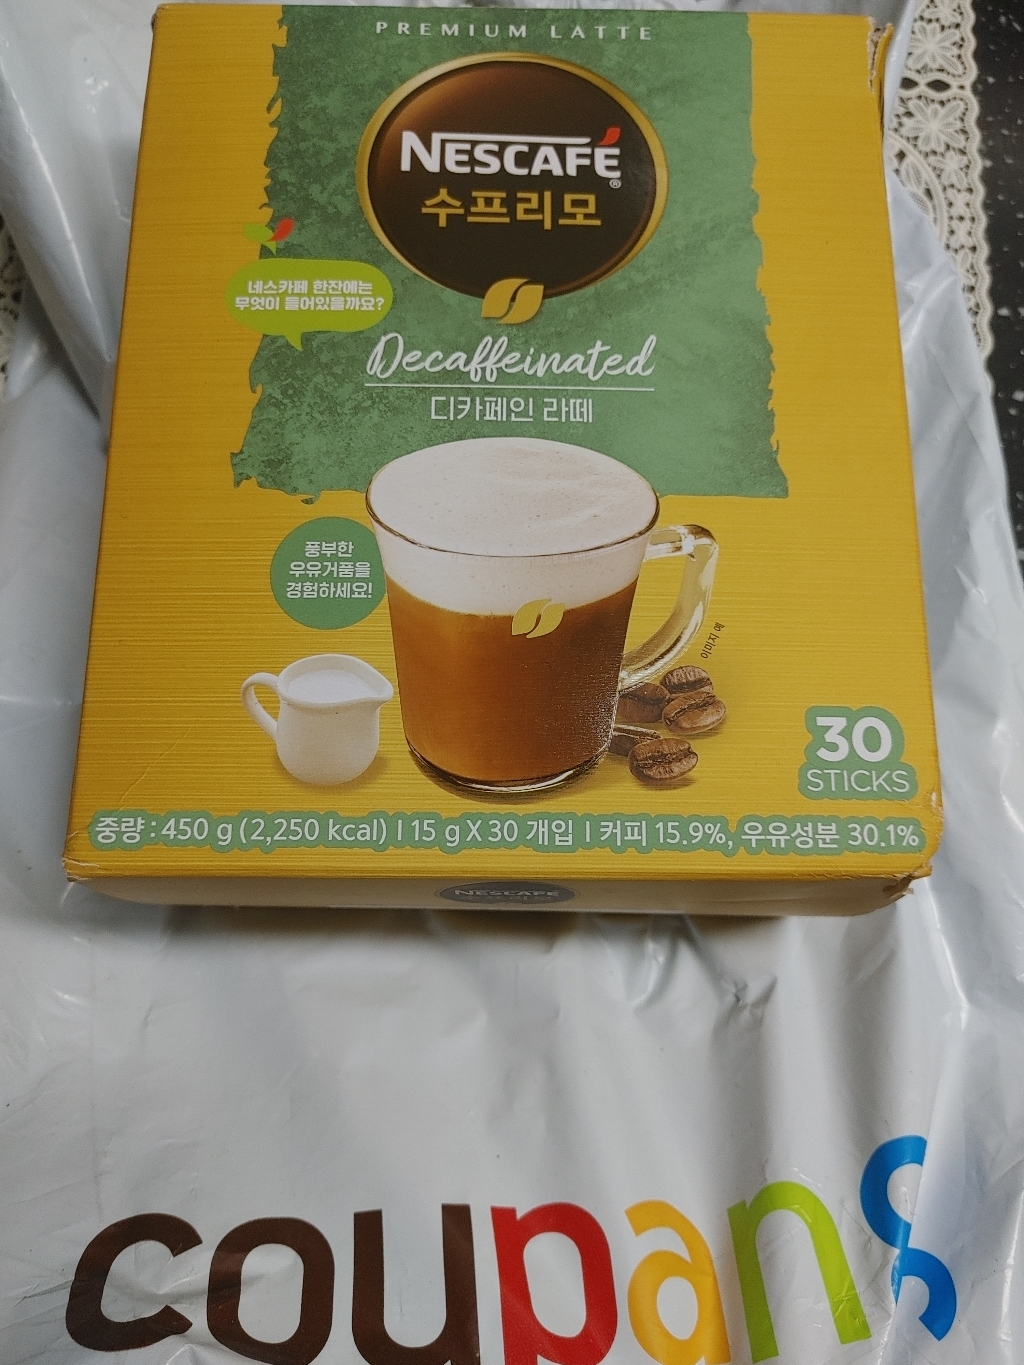 PREMIUM LATTE
NESCAFÉ®
수프리모
네스카페 한잔에는
무엇이 들어있을까요?
Decaffeinated
디카페인 라떼
풍부한
우유거품을
경험하세요!
이미지 예
30
STICKS
중량 : 450 g (2,250 kcal) I 15 g X 30 개입 I 커피 15.9%, 우유성분 30.1%
NESCAFÉ
coupang